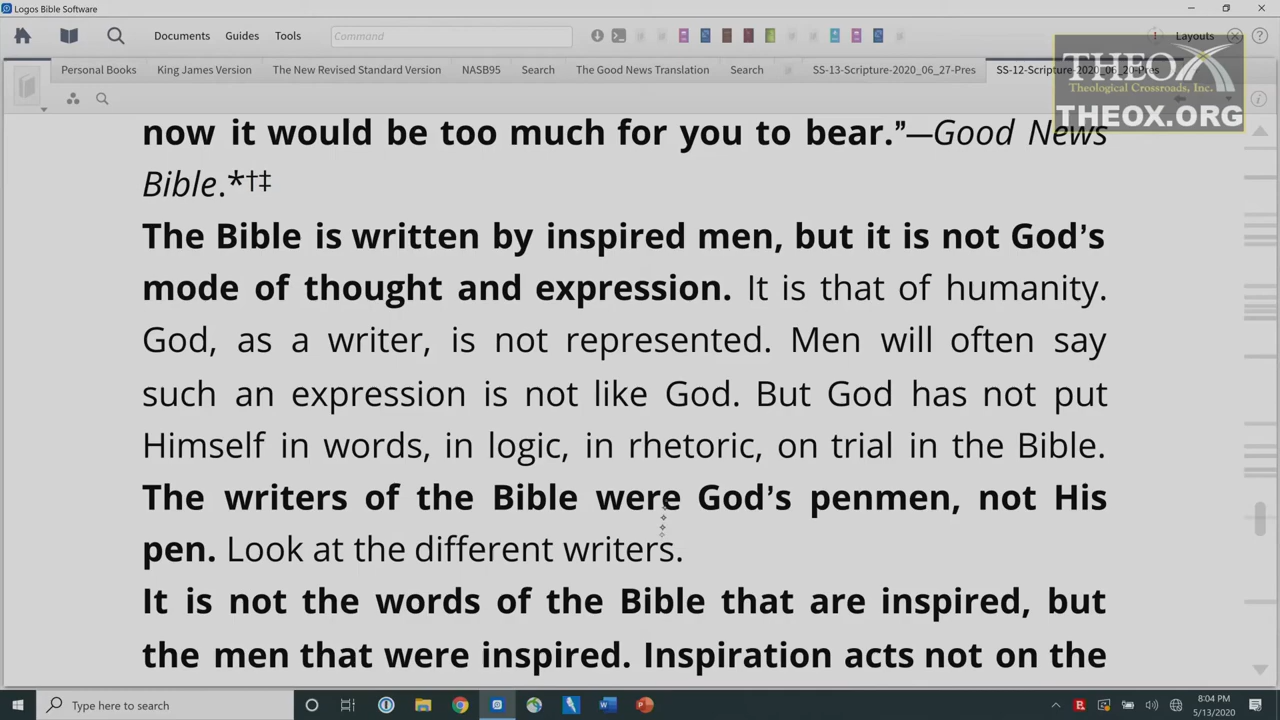 Logos Bible Software
Documents Guides Tools Command Layouts
Personal Books King James Version The New Revised Stan NASB95 Search The Good News Translation Search SS-13-Scripture-2020_06_27-Pres SS-12-Scripture-2020_06_20-Pres
THEOX
Theological Crossroads, Inc.
THEOX.ORG
now it would be too much for you to bear.”—Good News
Bible.*†‡
The Bible is written by inspired men, but it is not God’s
mode of thought and expression. It is that of humanity.
God, as a writer, is not represented. Men will often say
such an expression is not like God. But God has not put
Himself in words, in logic, in rhetoric, on trial in the Bible.
The writers of the Bible were God’s penmen, not His
pen. Look at the different writers.
It is not the words of the Bible that are inspired, but
the men that were inspired. Inspiration acts not on the
Type here to search
8:04 PM
5/13/2020